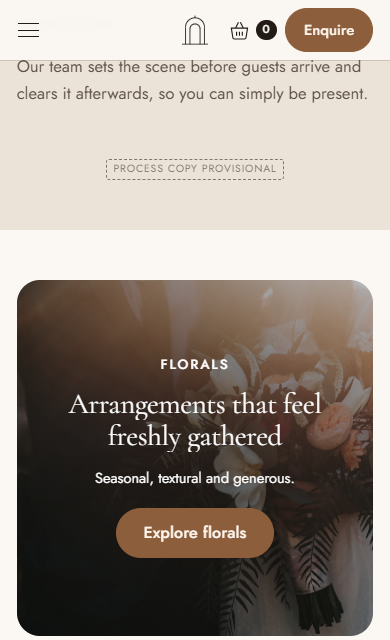 0
Enquire
Our team sets the scene before guests arrive and
clears it afterwards, so you can simply be present.
PROCESS COPY PROVISIONAL
FLORALS
Arrangements that feel
freshly gathered
Seasonal, textural and generous.
Explore florals